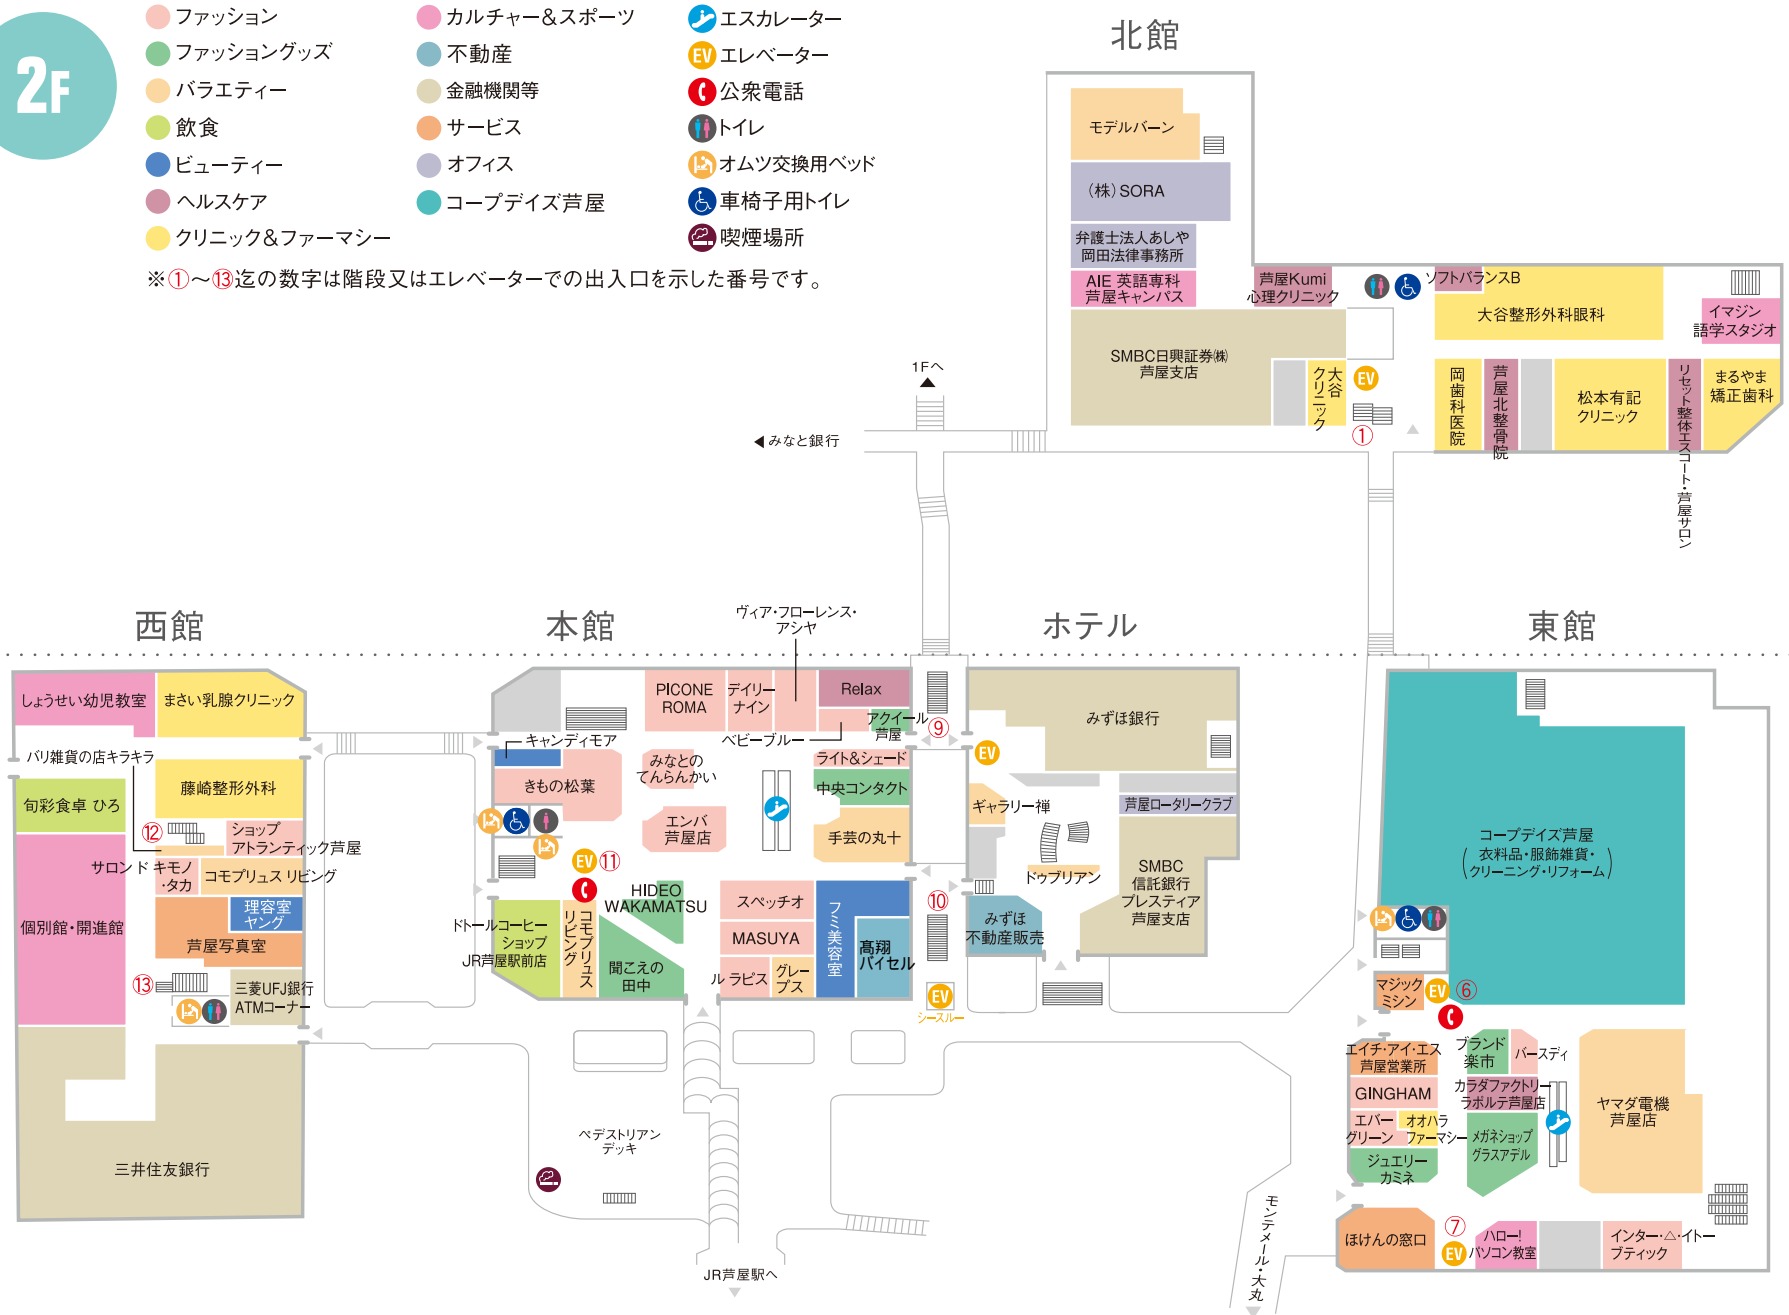 2F
ファッション
ファッショングッズ
バラエティー
飲食
ビューティー
ヘルスケア
クリニック&ファーマシー
カルチャー&スポーツ
不動産
金融機関等
サービス
オフィス
コープデイズ芦屋
エスカレーター
EV エレベーター
公衆電話
トイレ
オムツ交換用ベッド
車椅子用トイレ
喫煙場所
※①〜⑬迄の数字は階段又はエレベーターでの出入口を示した番号です。
北館
モデルバーン
(株)SORA
弁護士法人あしや
岡田法律事務所
AIE 英語専科
芦屋キャンパス
芦屋Kumi
心理クリニック
SMBC日興証券㈱
芦屋支店
大谷
クリニック
EV
①
ソフトバランスB
大谷整形外科眼科
イマジン
語学スタジオ
岡歯科医院
芦屋北整骨院
松本有記
クリニック
リセット整体エスコート・芦屋サロン
まるやま
矯正歯科
1Fへ
▲
◀みなと銀行
西館
しょうせい幼児教室
まさい乳腺クリニック
バリ雑貨の店キラキラ
旬彩食卓 ひろ
藤崎整形外科
⑫
ショップ
アトランティック芦屋
サロンド キモノ
・タカ
コモプリュス リビング
個別館・開進館
理容室
ヤング
芦屋写真室
⑬
三菱UFJ銀行
ATMコーナー
三井住友銀行
本館
ヴィア・フローレンス・
アシヤ
PICONE
ROMA
デイリー
ナイン
Relax
アクイール
芦屋
ベビーブルー
キャンディモア
きもの松葉
みなとの
てんらんかい
ライト&シェード
中央コンタクト
エンバ
芦屋店
手芸の丸十
EV
⑪
HIDEO
WAKAMATSU
ドトールコーヒー
ショップ
JR芦屋駅前店
コモプリュス
リビング
聞こえの
田中
スペッチオ
MASUYA
ル ラピス
グレー
プス
フミ美容室
髙翔
バイセル
⑨
⑩
EV
シースルー
ペデストリアン
デッキ
JR芦屋駅へ
ホテル
みずほ銀行
EV
ギャラリー禅
芦屋ロータリークラブ
ドゥブリアン
SMBC
信託銀行
プレスティア
芦屋支店
みずほ
不動産販売
モンテメール・大丸
東館
コープデイズ芦屋
(衣料品・服飾雑貨・
クリーニング・リフォーム)
マジック
ミシン
EV
⑥
エイチ・アイ・エス
芦屋営業所
ブランド
楽市
バースディ
GINGHAM
カラダファクトリー
ラポルテ芦屋店
エバー
グリーン
オオハラ
ファーマシー
メガネショップ
グラスアデル
ジュエリー
カミネ
ヤマダ電機
芦屋店
ほけんの窓口
⑦
EV
ハロー!
パソコン教室
インター・△・イトー
ブティック